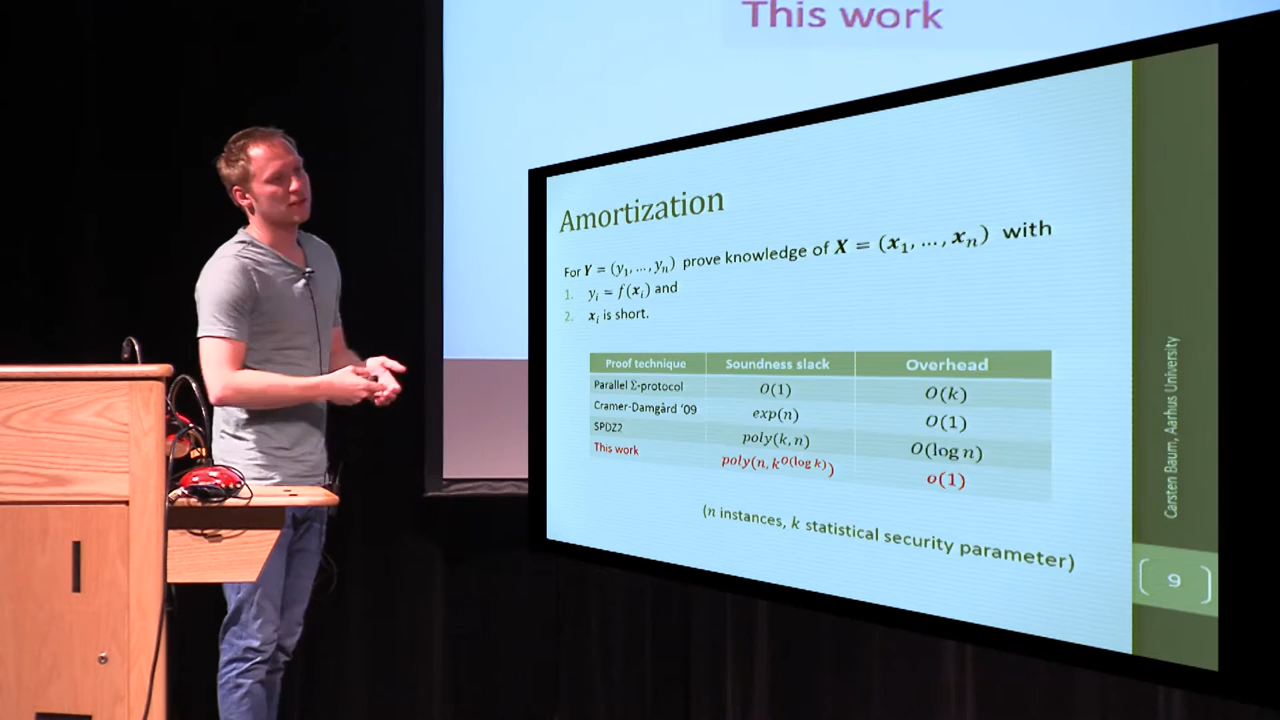 This work
Amortization
For Y = (y₁, ..., yₙ) prove knowledge of X = (x₁, ..., xₙ) with
1. yᵢ = f(xᵢ) and
2. xᵢ is short.
Proof technique Soundness slack Overhead
Parallel Σ-protocol O(1) O(k)
Cramer-Damgård '09 exp(n) O(1)
SPDZ2 poly(k, n) O(log n)
This work poly(n, k^O(log k)) o(1)
(n instances, k statistical security parameter)
Carsten Baum, Aarhus University
9